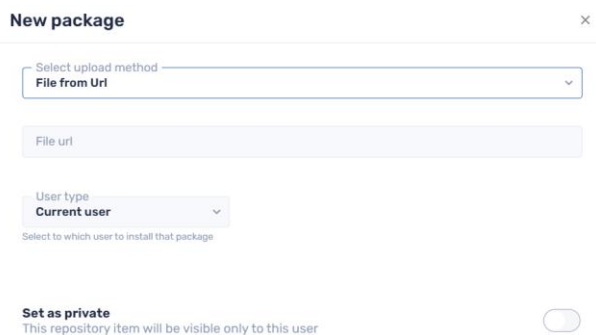 New package
Select upload method
File from Url
File url
User type
Current user
Select to which user to install that package
Set as private
This repository item will be visible only to this user